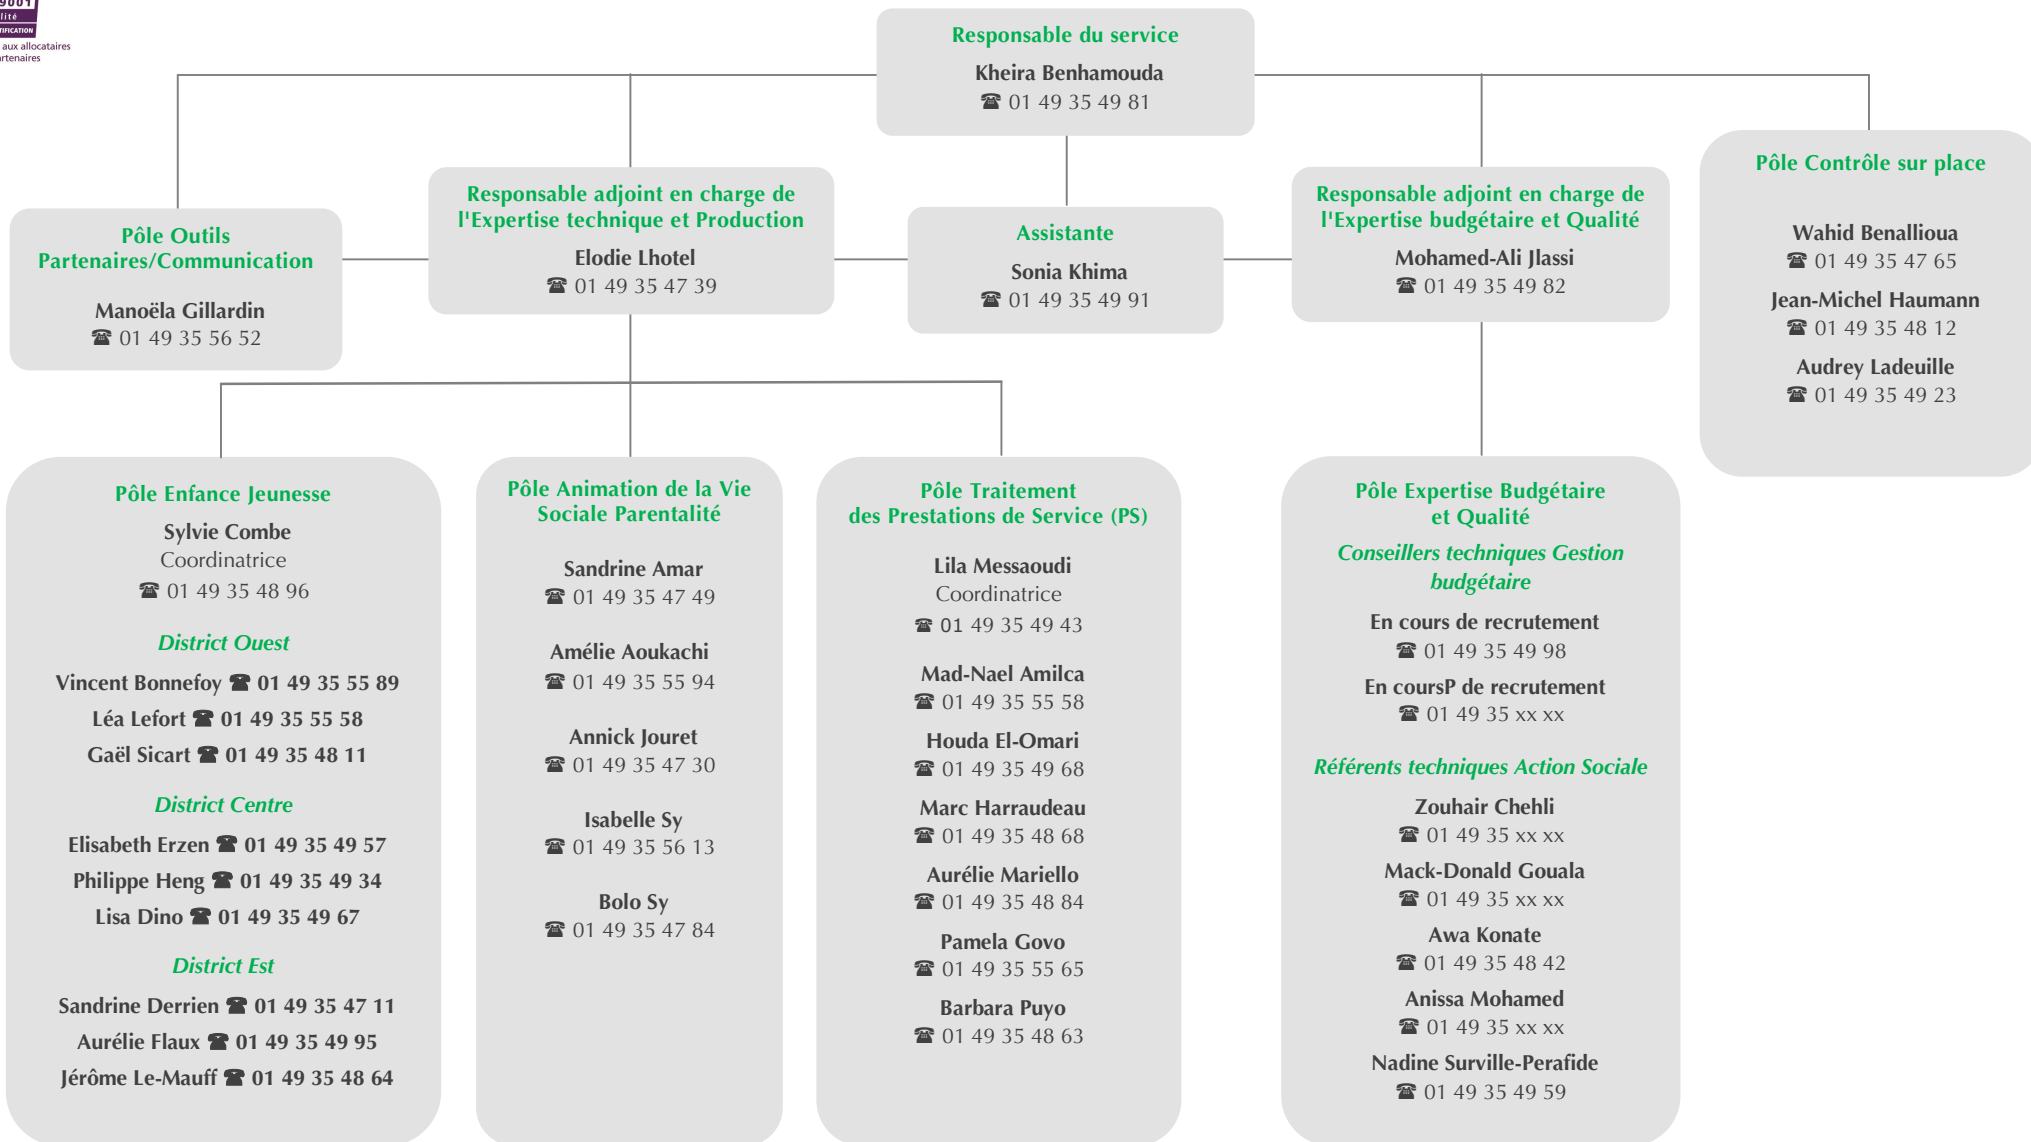 9001
lité
TIFICATION
aux allocataires
rtenaires
Responsable du service
Kheira Benhamouda
☎ 01 49 35 49 81
Pôle Outils
Partenaires/Communication
Manoëla Gillardin
☎ 01 49 35 56 52
Responsable adjoint en charge de
l'Expertise technique et Production
Elodie Lhotel
☎ 01 49 35 47 39
Assistante
Sonia Khima
☎ 01 49 35 49 91
Responsable adjoint en charge de
l'Expertise budgétaire et Qualité
Mohamed-Ali Jlassi
☎ 01 49 35 49 82
Pôle Contrôle sur place
Wahid Benallioua
☎ 01 49 35 47 65
Jean-Michel Haumann
☎ 01 49 35 48 12
Audrey Ladeuille
☎ 01 49 35 49 23
Pôle Enfance Jeunesse
Sylvie Combe
Coordinatrice
☎ 01 49 35 48 96
District Ouest
Vincent Bonnefoy ☎ 01 49 35 55 89
Léa Lefort ☎ 01 49 35 55 58
Gaël Sicart ☎ 01 49 35 48 11
District Centre
Elisabeth Erzen ☎ 01 49 35 49 57
Philippe Heng ☎ 01 49 35 49 34
Lisa Dino ☎ 01 49 35 49 67
District Est
Sandrine Derrien ☎ 01 49 35 47 11
Aurélie Flaux ☎ 01 49 35 49 95
Jérôme Le-Mauff ☎ 01 49 35 48 64
Pôle Animation de la Vie
Sociale Parentalité
Sandrine Amar
☎ 01 49 35 47 49
Amélie Aoukachi
☎ 01 49 35 55 94
Annick Jouret
☎ 01 49 35 47 30
Isabelle Sy
☎ 01 49 35 56 13
Bolo Sy
☎ 01 49 35 47 84
Pôle Traitement
des Prestations de Service (PS)
Lila Messaoudi
Coordinatrice
☎ 01 49 35 49 43
Mad-Nael Amilca
☎ 01 49 35 55 58
Houda El-Omari
☎ 01 49 35 49 68
Marc Harraudeau
☎ 01 49 35 48 68
Aurélie Mariello
☎ 01 49 35 48 84
Pamela Govo
☎ 01 49 35 55 65
Barbara Puyo
☎ 01 49 35 48 63
Pôle Expertise Budgétaire
et Qualité
Conseillers techniques Gestion
budgétaire
En cours de recrutement
☎ 01 49 35 49 98
En coursP de recrutement
☎ 01 49 35 xx xx
Référents techniques Action Sociale
Zouhair Chehli
☎ 01 49 35 xx xx
Mack-Donald Gouala
☎ 01 49 35 xx xx
Awa Konate
☎ 01 49 35 48 42
Anissa Mohamed
☎ 01 49 35 xx xx
Nadine Surville-Perafide
☎ 01 49 35 49 59